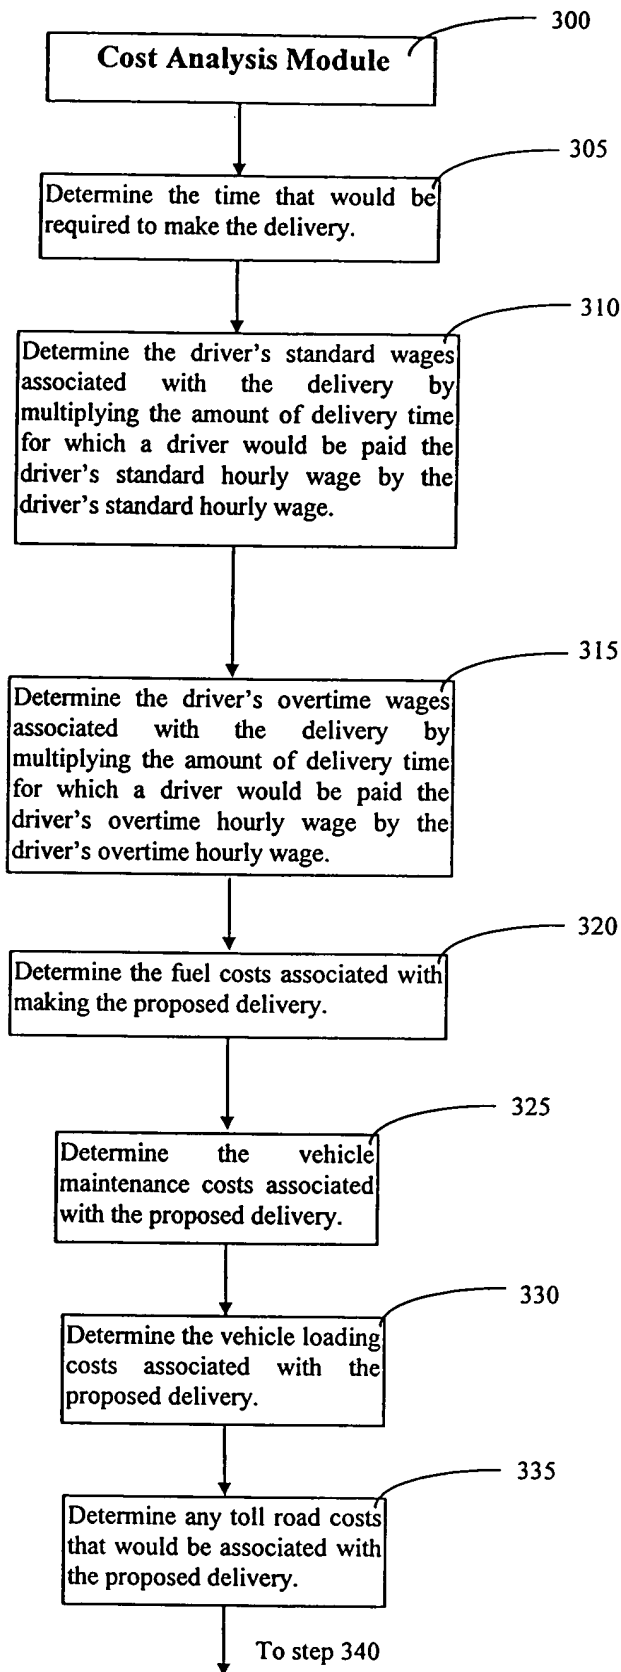 300
Cost Analysis Module
305
Determine the time that would be
required to make the delivery.
310
Determine the driver's standard wages
associated with the delivery by
multiplying the amount of delivery time
for which a driver would be paid the
driver's standard hourly wage by the
driver's standard hourly wage.
315
Determine the driver's overtime wages
associated with the delivery by
multiplying the amount of delivery time
for which a driver would be paid the
driver's overtime hourly wage by the
driver's overtime hourly wage.
320
Determine the fuel costs associated with
making the proposed delivery.
325
Determine the vehicle
maintenance costs associated
with the proposed delivery.
330
Determine the vehicle loading
costs associated with the
proposed delivery.
335
Determine any toll road costs
that would be associated with
the proposed delivery.
To step 340